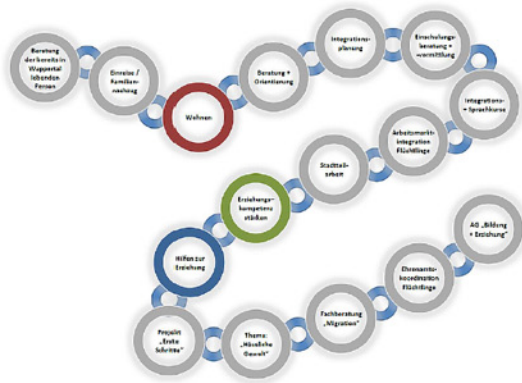 Beratung
der bereits in
Wuppertal
lebenden
Person
Einreise /
Familien-
nachzug
Wohnen
Beratung +
Orientierung
Integrations-
planung
Einschulungs-
beratung +
-vermittlung
Integrations-
+ Sprachkurse
Arbeitsmarkt-
integration
Flüchtlinge
Stadtteil-
arbeit
Erziehungs-
kompetenz
stärken
Hilfen zur
Erziehung
Projekt
„Erste
Schritte“
Thema:
„Häusliche
Gewalt“
Fachberatung
„Migration“
Ehrenamts-
koordination
Flüchtlinge
AG „Bildung
+ Erziehung“